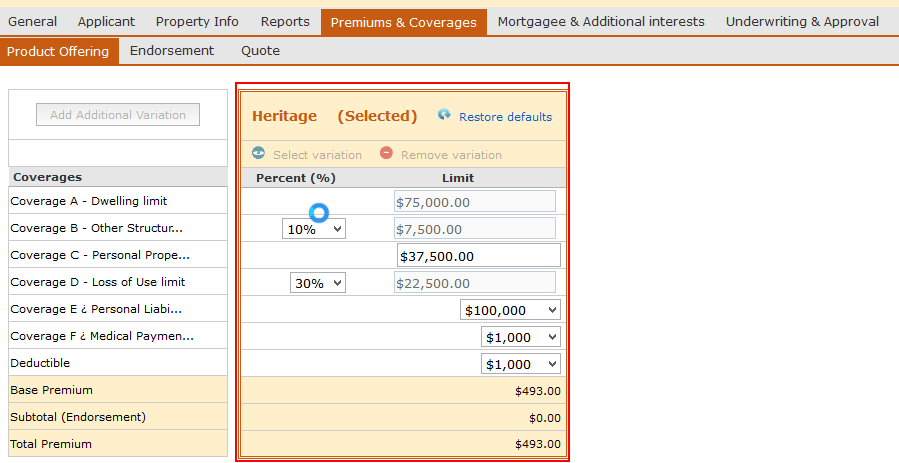 General Applicant Property Info Reports Premiums & Coverages Mortgagee & Additional interests Underwriting & Approval
Product Offering Endorsement Quote
Add Additional Variation
Heritage (Selected) Restore defaults
Select variation Remove variation
Coverages Percent (%) Limit
Coverage A - Dwelling limit $75,000.00
Coverage B - Other Structur... 10% $7,500.00
Coverage C - Personal Prope... $37,500.00
Coverage D - Loss of Use limit 30% $22,500.00
Coverage E ¿ Personal Liabi... $100,000
Coverage F ¿ Medical Paymen... $1,000
Deductible $1,000
Base Premium $493.00
Subtotal (Endorsement) $0.00
Total Premium $493.00